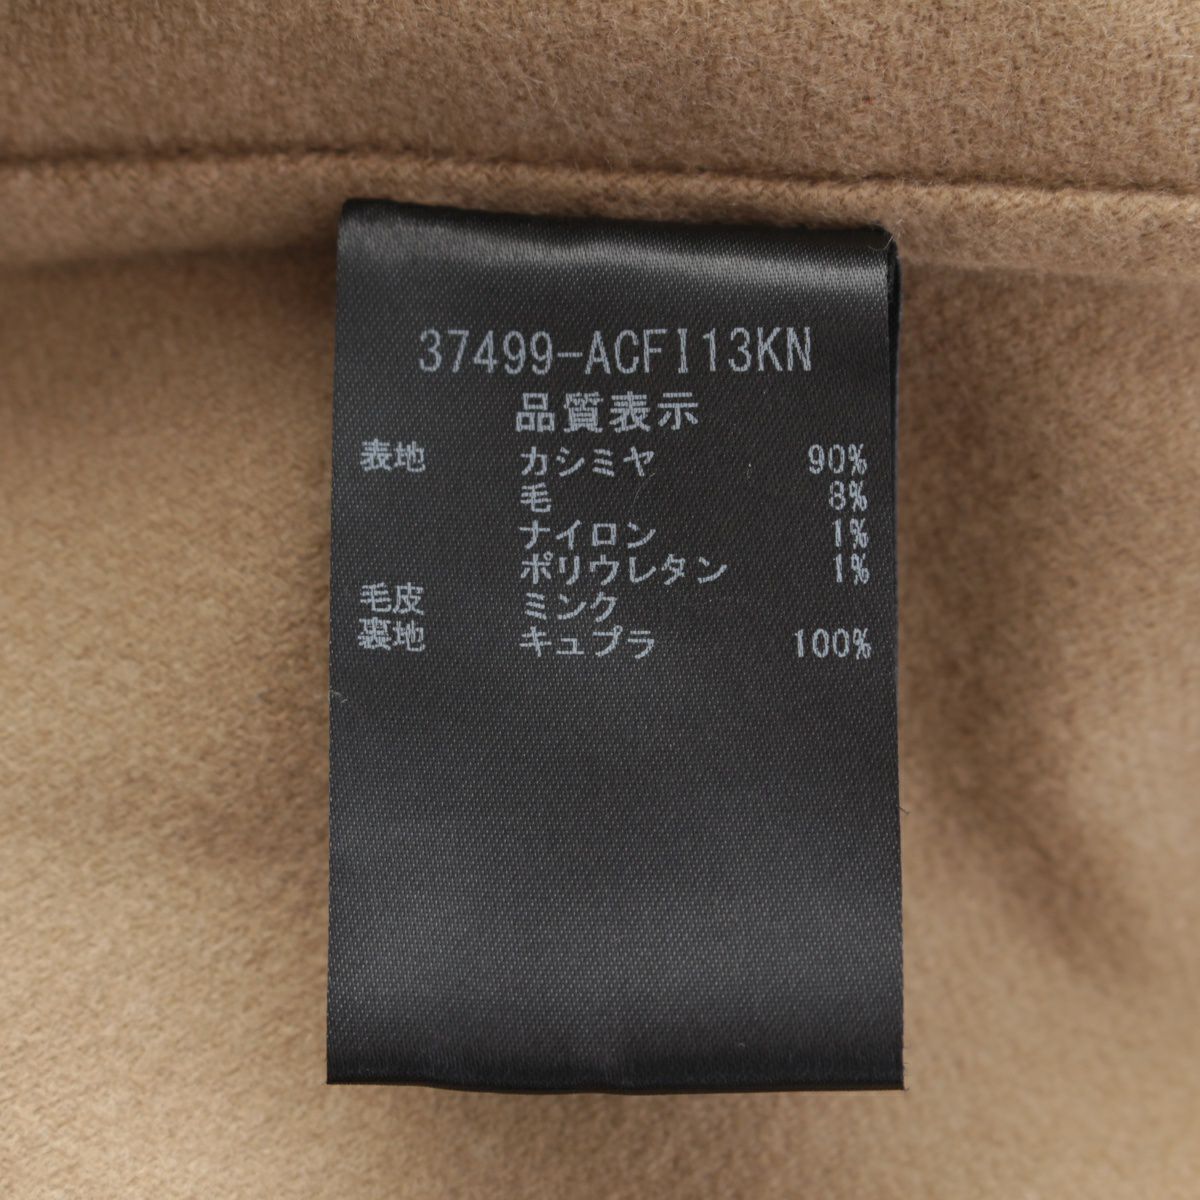 37499-ACFI13KN
品質表示
表地 カシミヤ 90%
毛 8%
ナイロン 1%
ポリウレタン 1%
毛皮 ミンク
裏地 キュプラ 100%